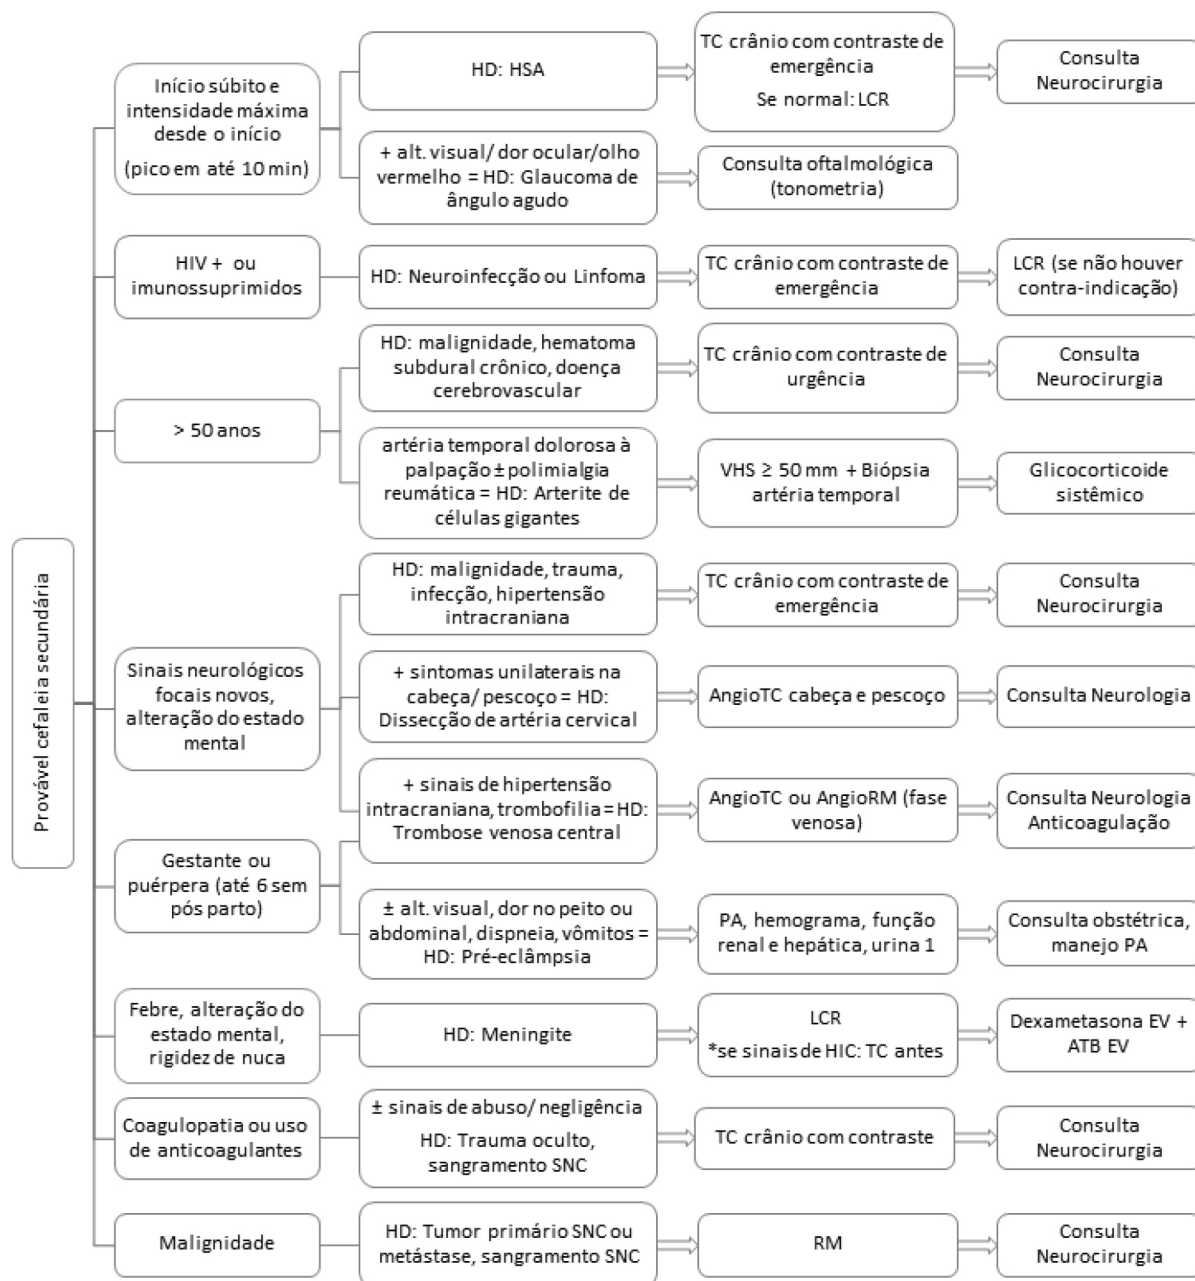 Provável cefaleia secundária
Início súbito e
intensidade máxima
desde o início
(pico em até 10 min)
HD: HSA
TC crânio com contraste de
emergência
Se normal: LCR
Consulta
Neurocirurgia
+ alt. visual/ dor ocular/olho
vermelho = HD: Glaucoma de
ângulo agudo
Consulta oftalmológica
(tonometria)
HIV + ou
imunossuprimidos
HD: Neuroinfecção ou Linfoma
TC crânio com contraste de
emergência
LCR (se não houver
contra-indicação)
> 50 anos
HD: malignidade, hematoma
subdural crônico, doença
cerebrovascular
TC crânio com contraste de
urgência
Consulta
Neurocirurgia
artéria temporal dolorosa à
palpação ± polimialgia
reumática = HD: Arterite de
células gigantes
VHS ≥ 50 mm + Biópsia
artéria temporal
Glicocorticoide
sistêmico
Sinais neurológicos
focais novos,
alteração do estado
mental
HD: malignidade, trauma,
infecção, hipertensão
intracraniana
TC crânio com contraste de
emergência
Consulta
Neurocirurgia
+ sintomas unilaterais na
cabeça/ pescoço = HD:
Dissecção de artéria cervical
AngioTC cabeça e pescoço
Consulta Neurologia
+ sinais de hipertensão
intracraniana, trombofilia = HD:
Trombose venosa central
AngioTC ou AngioRM (fase
venosa)
Consulta Neurologia
Anticoagulação
Gestante ou
puérpera (até 6 sem
pós parto)
± alt. visual, dor no peito ou
abdominal, dispneia, vômitos =
HD: Pré-eclâmpsia
PA, hemograma, função
renal e hepática, urina 1
Consulta obstétrica,
manejo PA
Febre, alteração do
estado mental,
rigidez de nuca
HD: Meningite
LCR
*se sinais de HIC: TC antes
Dexametasona EV +
ATB EV
Coagulopatia ou uso
de anticoagulantes
± sinais de abuso/ negligência
HD: Trauma oculto,
sangramento SNC
TC crânio com contraste
Consulta
Neurocirurgia
Malignidade
HD: Tumor primário SNC ou
metástase, sangramento SNC
RM
Consulta
Neurocirurgia